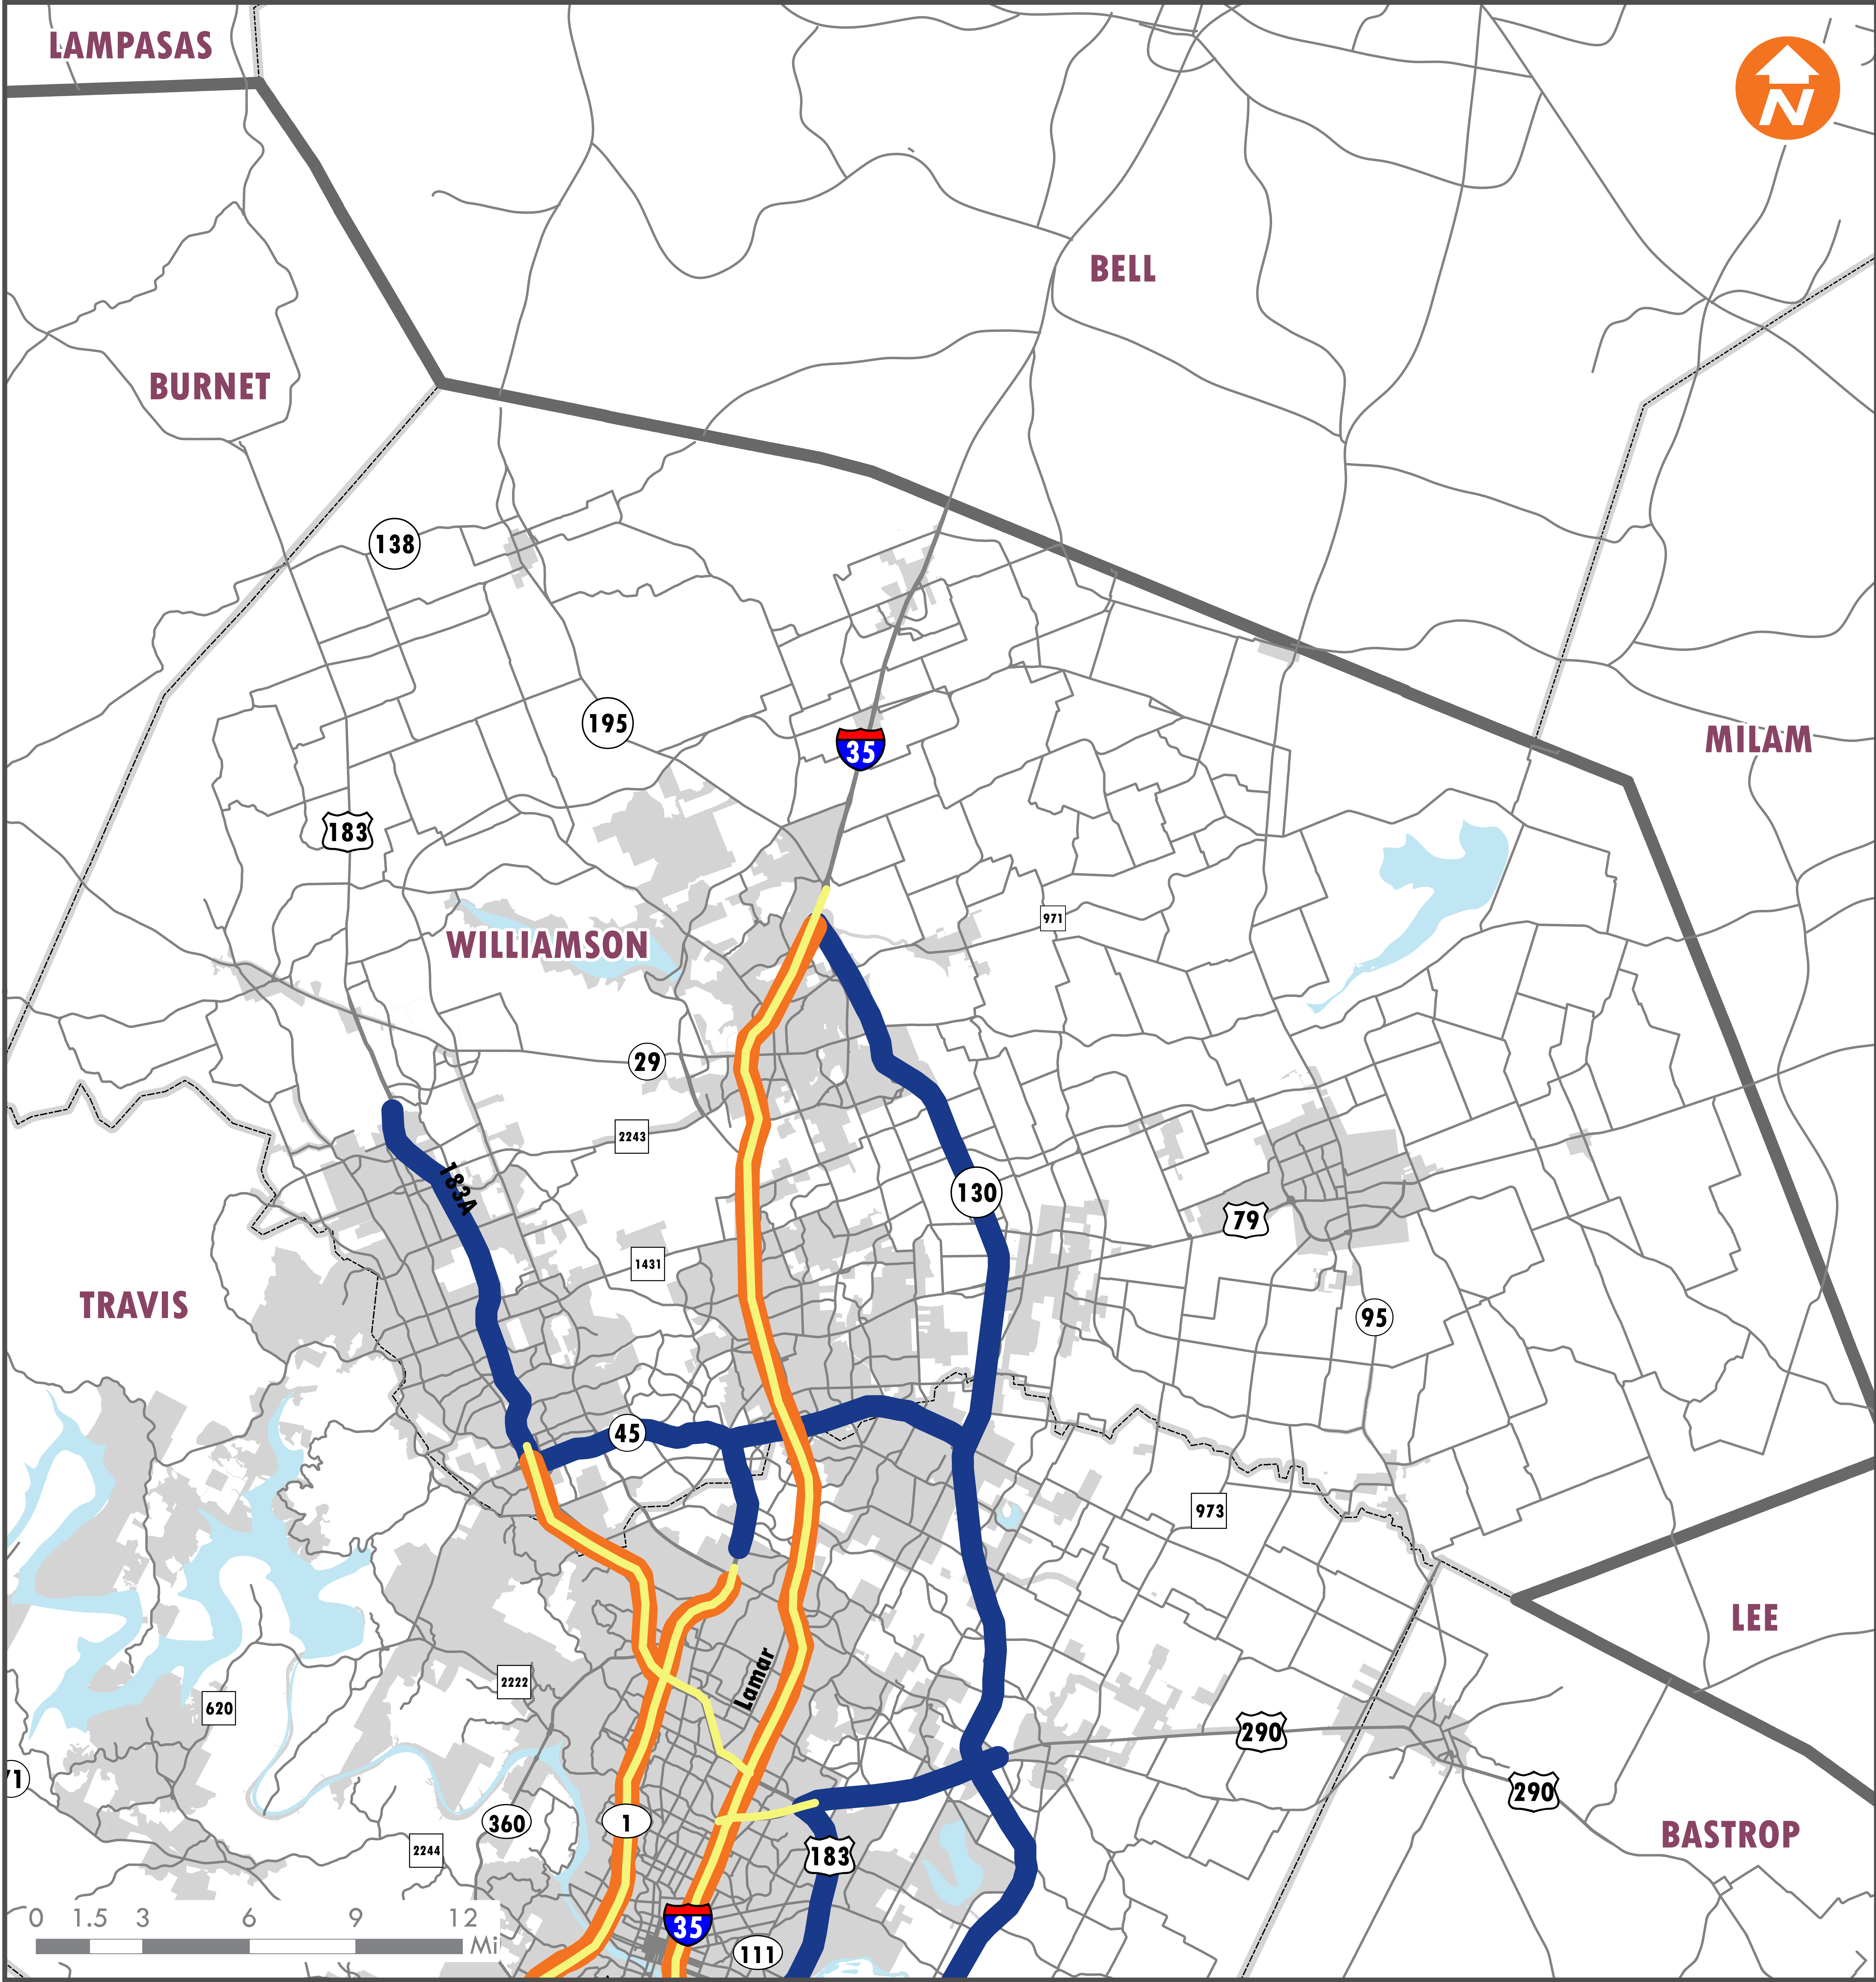 LAMPASAS
N
BELL
BURNET
138
195
35
MILAM
183
971
WILLIAMSON
29
2243
183A
130
79
1431
TRAVIS
95
45
973
LEE
Lamar
2222
620
290
71
290
360
1
BASTROP
2244
183
0 1.5 3 6 9 12
Mi
35
111